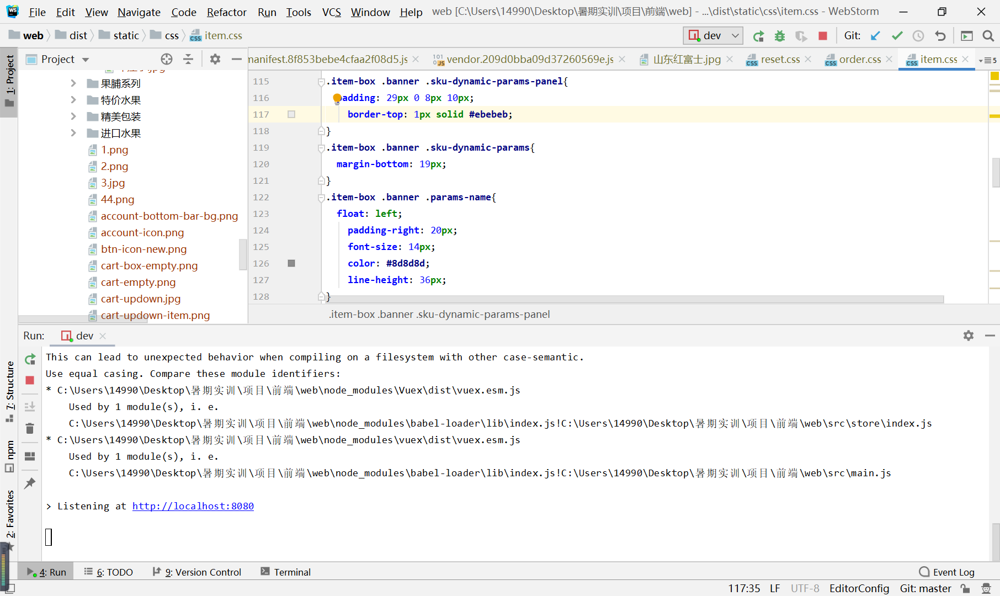 File Edit View Navigate Code Refactor Run Tools VCS Window Help web [C:\Users\14990\Desktop\暑期实训\项目\前端\web] - ...\dist\static\css\item.css - WebStorm
web dist static css item.css
dev Git:
Project
manifest.8f853bebe4cfaa2f08d5.js vendor.209d0bba09d37260569e.js 山东红富士.jpg reset.css order.css item.css 5
1: Project
果脯系列
特价水果
精美包装
进口水果
1.png
2.png
3.jpg
44.png
account-bottom-bar-bg.png
account-icon.png
btn-icon-new.png
cart-box-empty.png
cart-empty.png
cart-updown.jpg
cart-updown-item.png
115 .item-box .banner .sku-dynamic-params-panel{
116 adding: 29px 0 8px 10px;
117 border-top: 1px solid #ebebeb;
118 }
119 .item-box .banner .sku-dynamic-params{
120 margin-bottom: 19px;
121 }
122 .item-box .banner .params-name{
123 float: left;
124 padding-right: 20px;
125 font-size: 14px;
126 color: #8d8d8d;
127 line-height: 36px;
128 }
.item-box .banner .sku-dynamic-params-panel
Run: dev
7: Structure
npm
2: Favorites
This can lead to unexpected behavior when compiling on a filesystem with other case-semantic.
Use equal casing. Compare these module identifiers:
* C:\Users\14990\Desktop\暑期实训\项目\前端\web\node_modules\Vuex\dist\vuex.esm.js
Used by 1 module(s), i. e.
C:\Users\14990\Desktop\暑期实训\项目\前端\web\node_modules\babel-loader\lib\index.js!C:\Users\14990\Desktop\暑期实训\项目\前端\web\src\store\index.js
* C:\Users\14990\Desktop\暑期实训\项目\前端\web\node_modules\vuex\dist\vuex.esm.js
Used by 1 module(s), i. e.
C:\Users\14990\Desktop\暑期实训\项目\前端\web\node_modules\babel-loader\lib\index.js!C:\Users\14990\Desktop\暑期实训\项目\前端\web\src\main.js
> Listening at http://localhost:8080
4: Run 6: TODO 9: Version Control Terminal Event Log
117:35 LF UTF-8 EditorConfig Git: master